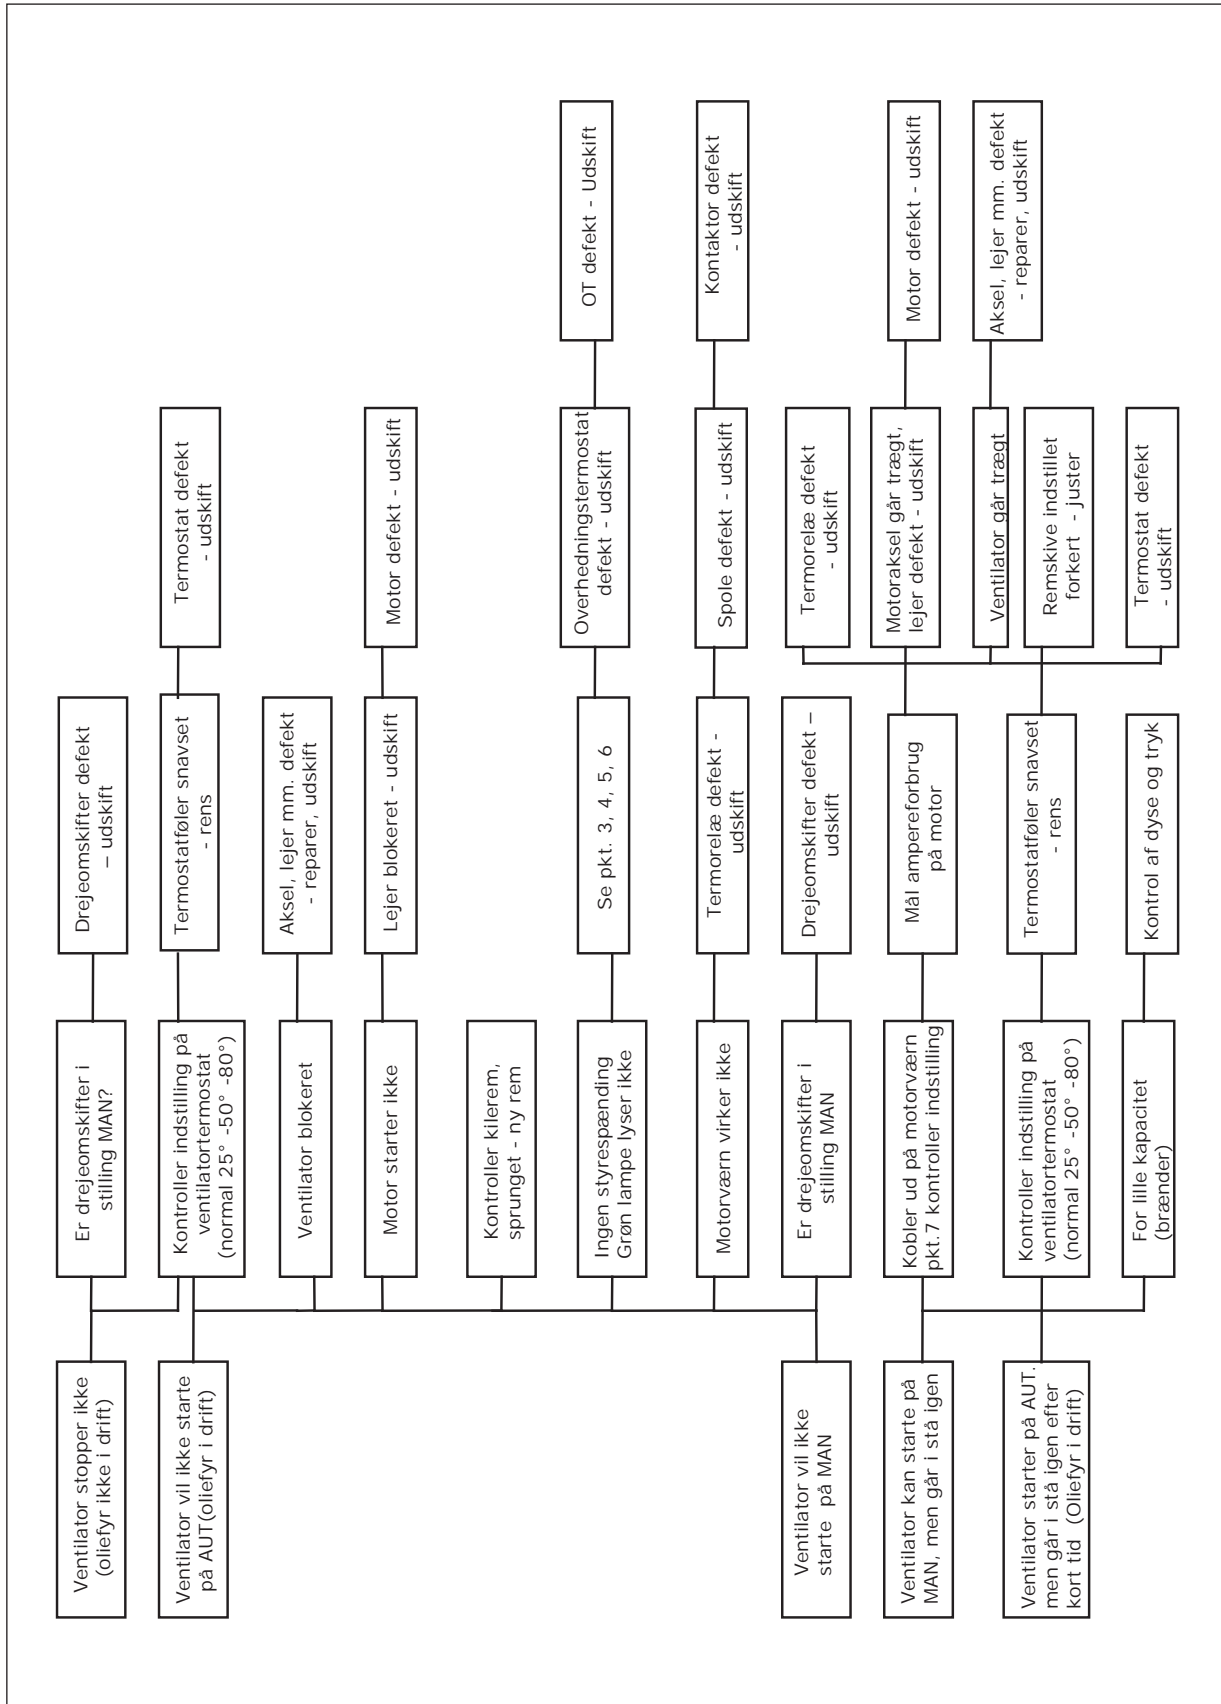 Ventilator stopper ikke
(oliefyr ikke i drift)
Er drejeomskifter i
stilling MAN?
Drejeomskifter defekt
– udskift
Ventilator vil ikke starte
på AUT(oliefyr i drift)
Kontroller indstilling på
ventilatortermostat
(normal 25° -50° -80°)
Termostatføler snavset
- rens
Termostat defekt
- udskift
Ventilator blokeret
Aksel, lejer mm. defekt
- reparer, udskift
Motor starter ikke
Lejer blokeret - udskift
Motor defekt - udskift
Kontroller kilerem,
sprunget - ny rem
Ingen styrespænding
Grøn lampe lyser ikke
Se pkt. 3, 4, 5, 6
Overhedningstermostat
defekt - udskift
OT defekt - Udskift
Motorværn virker ikke
Termorelæ defekt -
udskift
Spole defekt - udskift
Kontaktor defekt
- udskift
Ventilator vil ikke
starte på MAN
Er drejeomskifter i
stilling MAN
Drejeomskifter defekt –
udskift
Termorelæ defekt
- udskift
Ventilator kan starte på
MAN, men går i stå igen
Kobler ud på motorværn
pkt.7 kontroller indstilling
Mål ampereforbrug
på motor
Motoraksel går trægt,
lejer defekt - udskift
Motor defekt - udskift
Ventilator går trægt
Aksel, lejer mm. defekt
- reparer, udskift
Ventilator starter på AUT.
men går i stå igen efter
kort tid (Oliefyr i drift)
Kontroller indstilling på
ventilatortermostat
(normal 25° -50° -80°)
Termostatføler snavset
- rens
Remskive indstillet
forkert - juster
For lille kapacitet
(brænder)
Kontrol af dyse og tryk
Termostat defekt
- udskift